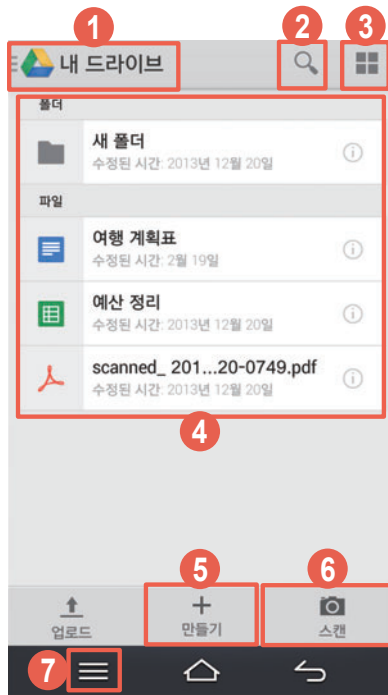 1
2
3
내 드라이브
폴더
새 폴더
수정된 시간: 2013년 12월 20일
파일
여행 계획표
수정된 시간: 2월 19일
예산 정리
수정된 시간: 2013년 12월 20일
scanned_ 201...20-0749.pdf
수정된 시간: 2013년 12월 20일
4
5
6
업로드
만들기
스캔
7